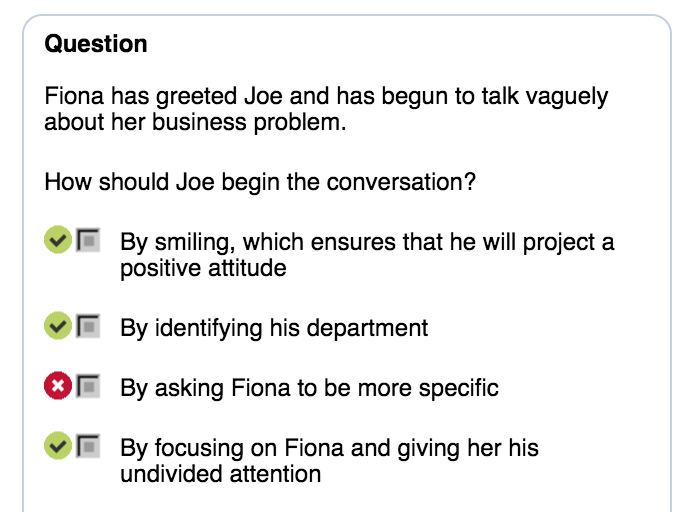 Question
Fiona has greeted Joe and has begun to talk vaguely
about her business problem.
How should Joe begin the conversation?
By smiling, which ensures that he will project a
positive attitude
By identifying his department
By asking Fiona to be more specific
By focusing on Fiona and giving her his
undivided attention